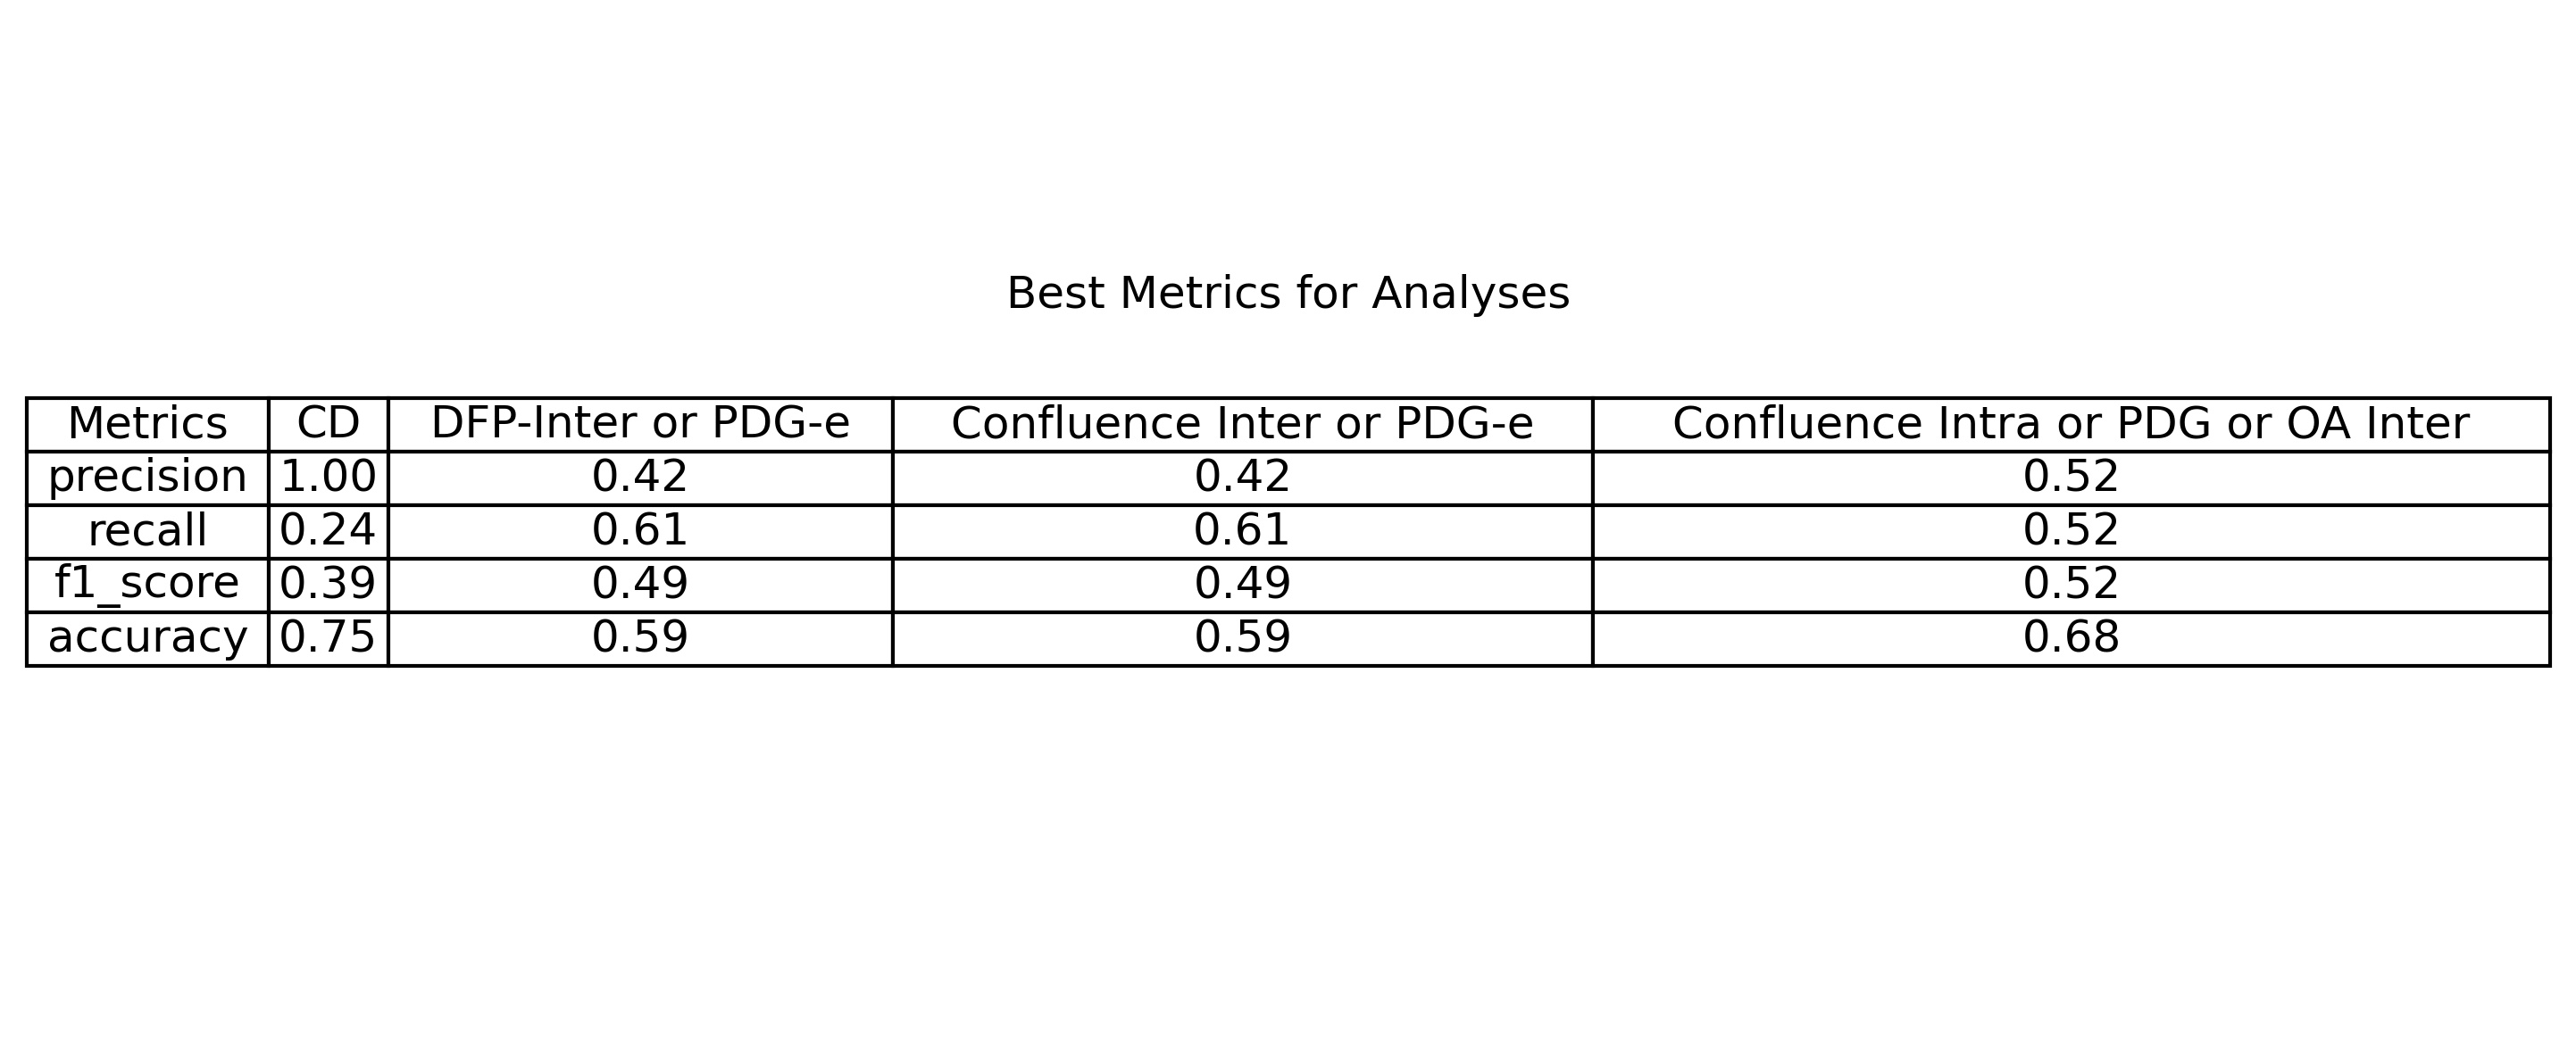 Best Metrics for Analyses
Metrics CD DFP-Inter or PDG-e Confluence Inter or PDG-e Confluence Intra or PDG or OA Inter
precision 1.00 0.42 0.42 0.52
recall 0.24 0.61 0.61 0.52
f1_score 0.39 0.49 0.49 0.52
accuracy 0.75 0.59 0.59 0.68